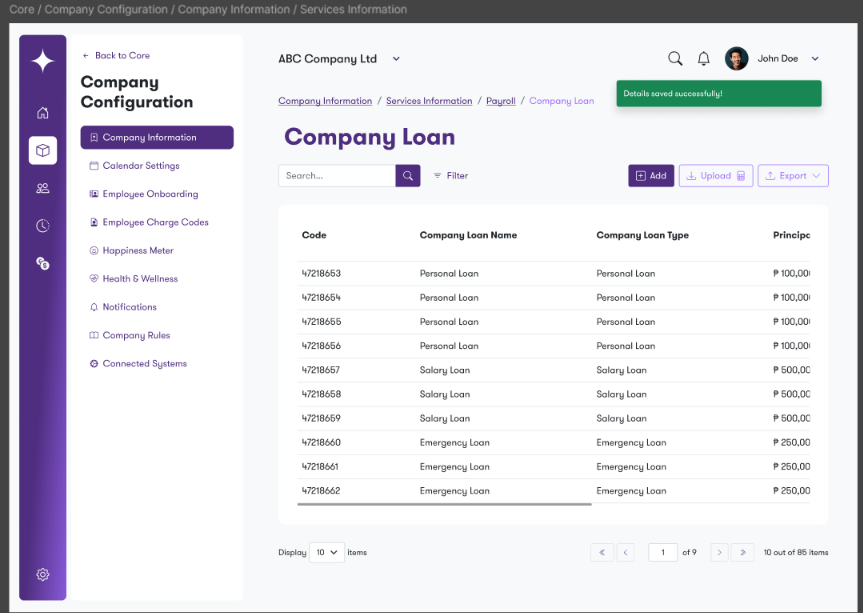 Core / Company Configuration / Company Information / Services Information
← Back to Core
Company
Configuration
Company Information
Calendar Settings
Employee Onboarding
Employee Charge Codes
Happiness Meter
Health & Wellness
Notifications
Company Rules
Connected Systems
ABC Company Ltd
John Doe
Details saved successfully!
Company Information / Services Information / Payroll / Company Loan
Company Loan
Search...
Filter
Add
Upload
Export
Code Company Loan Name Company Loan Type Principa
47218653 Personal Loan Personal Loan ₱ 100,00
47218654 Personal Loan Personal Loan ₱ 100,00
47218655 Personal Loan Personal Loan ₱ 100,00
47218656 Personal Loan Personal Loan ₱ 100,00
47218657 Salary Loan Salary Loan ₱ 500,00
47218658 Salary Loan Salary Loan ₱ 500,00
47218659 Salary Loan Salary Loan ₱ 500,00
47218660 Emergency Loan Emergency Loan ₱ 250,00
47218661 Emergency Loan Emergency Loan ₱ 250,00
47218662 Emergency Loan Emergency Loan ₱ 250,00
Display 10 items
« ‹ 1 of 9 › » 10 out of 85 items